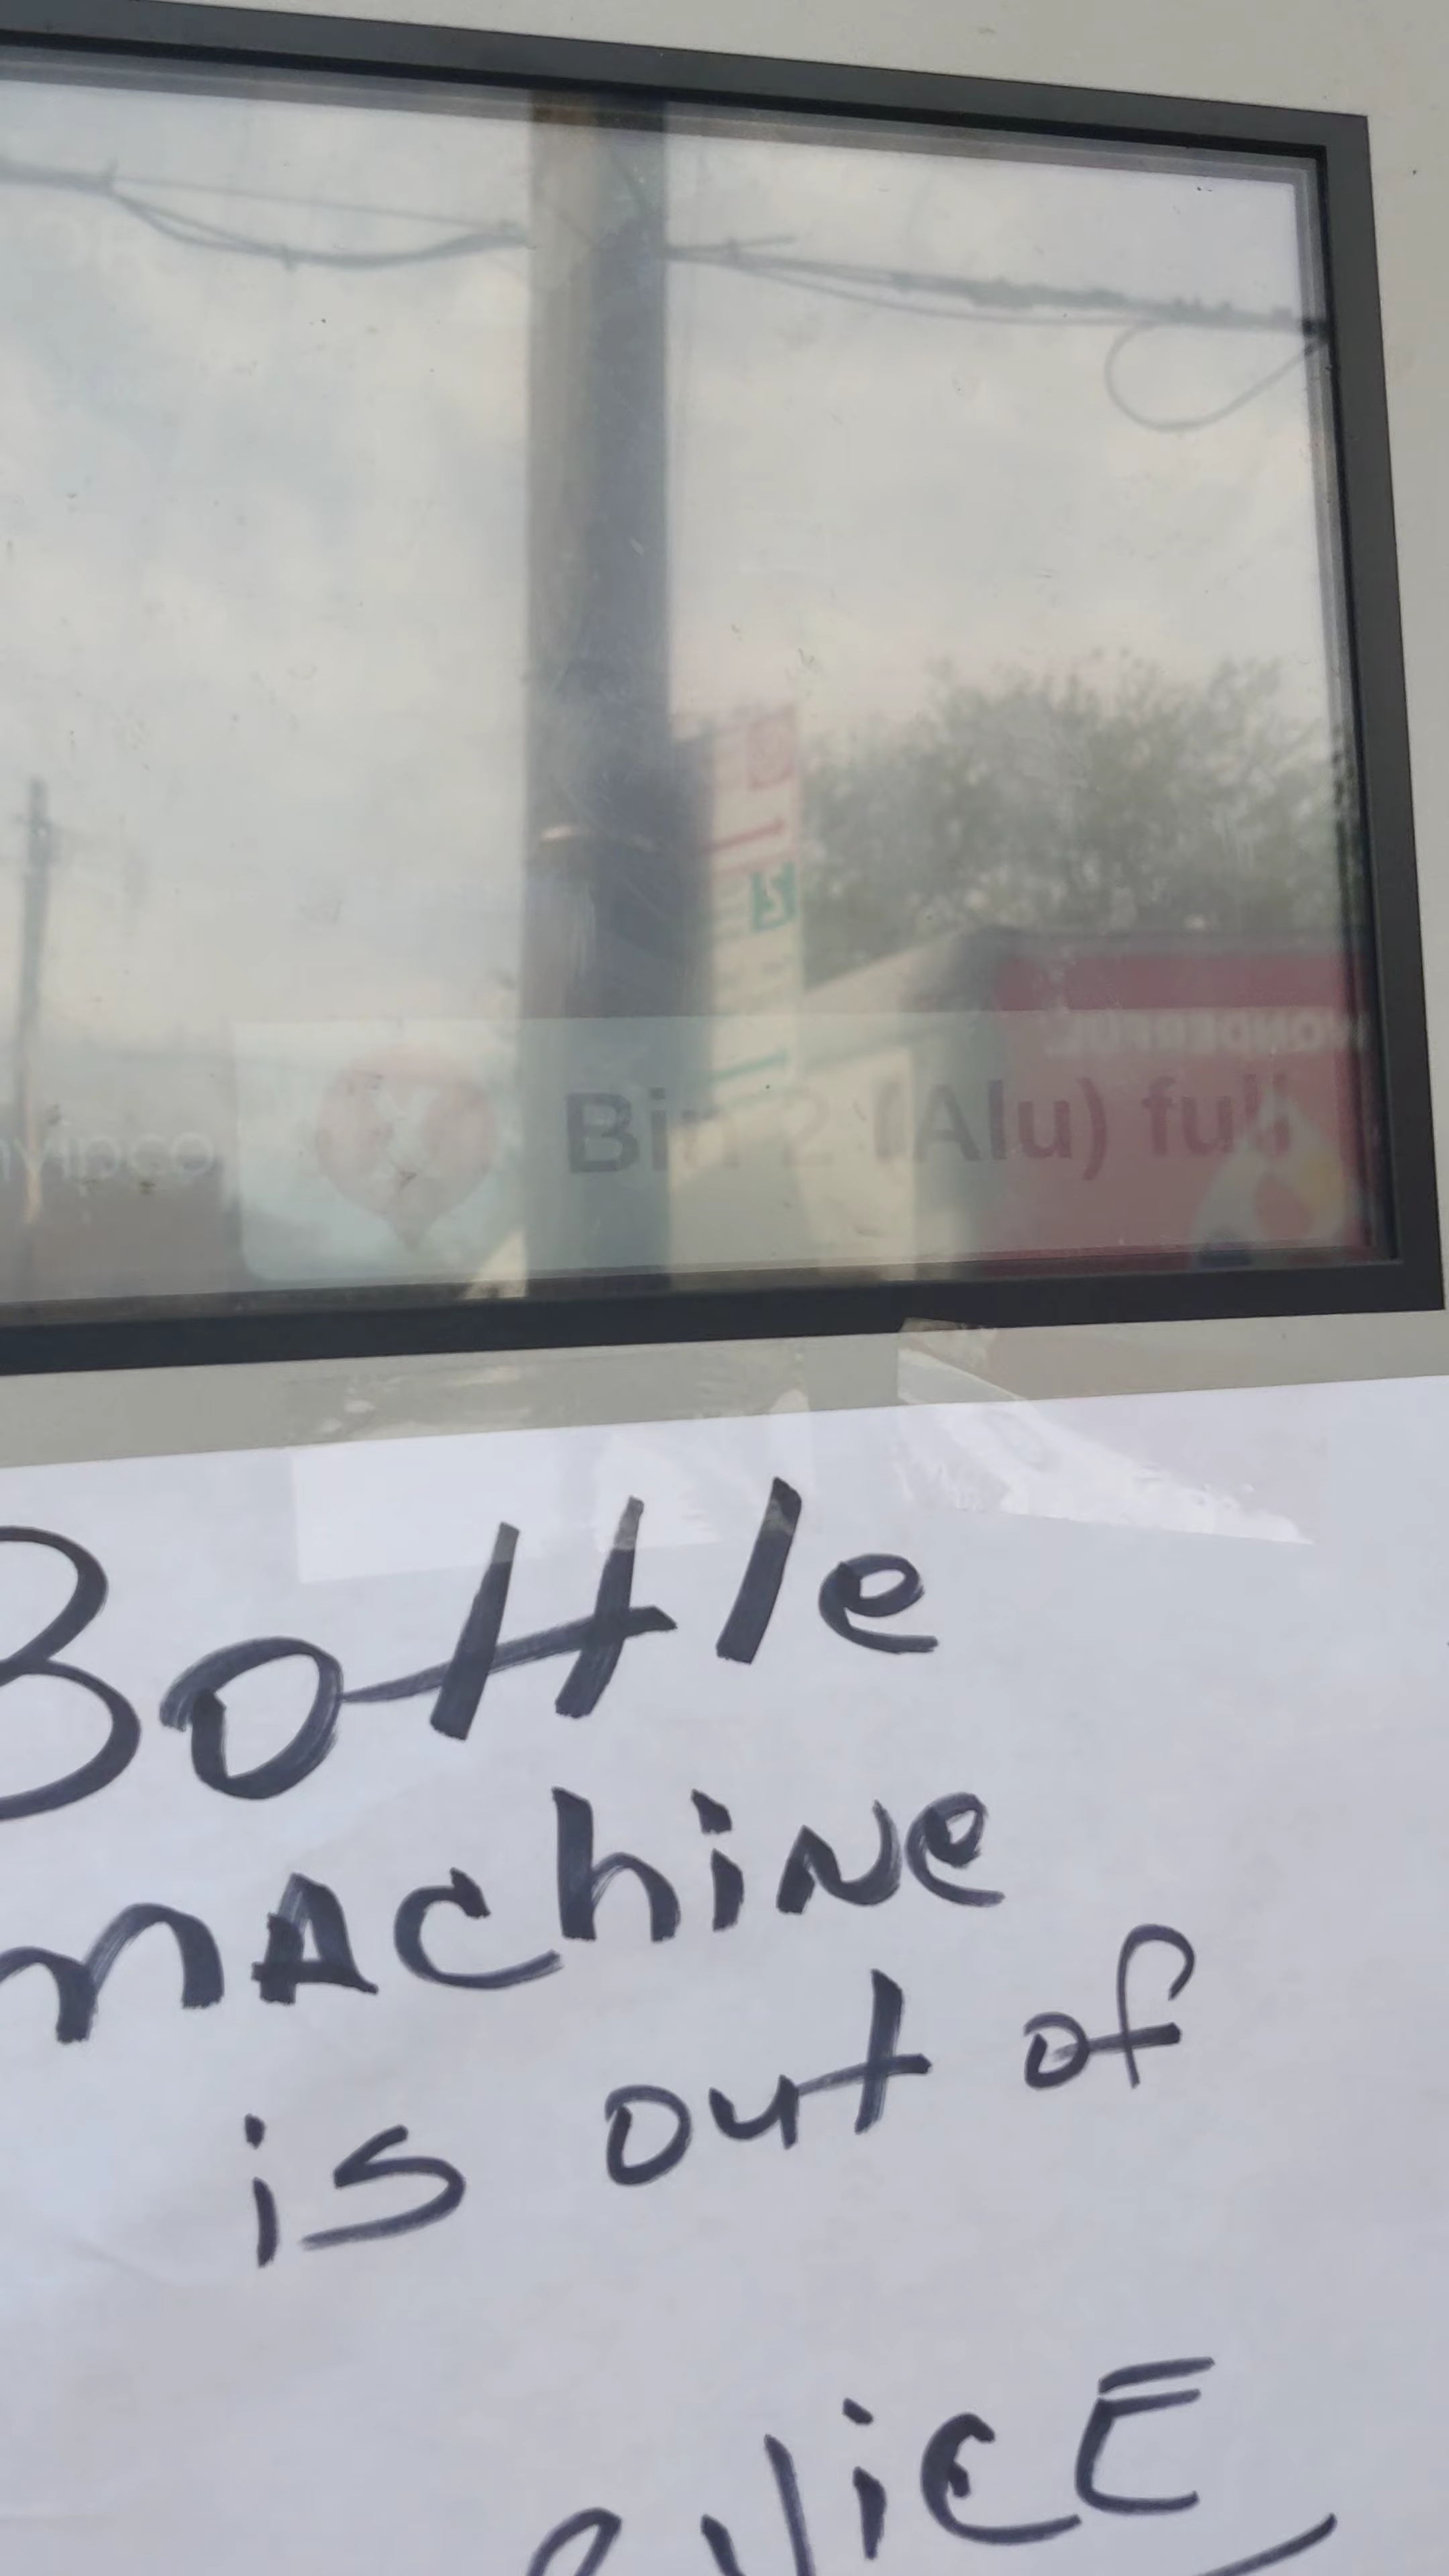 Bin 2 (Alu) full
Bottle
machine
is out of